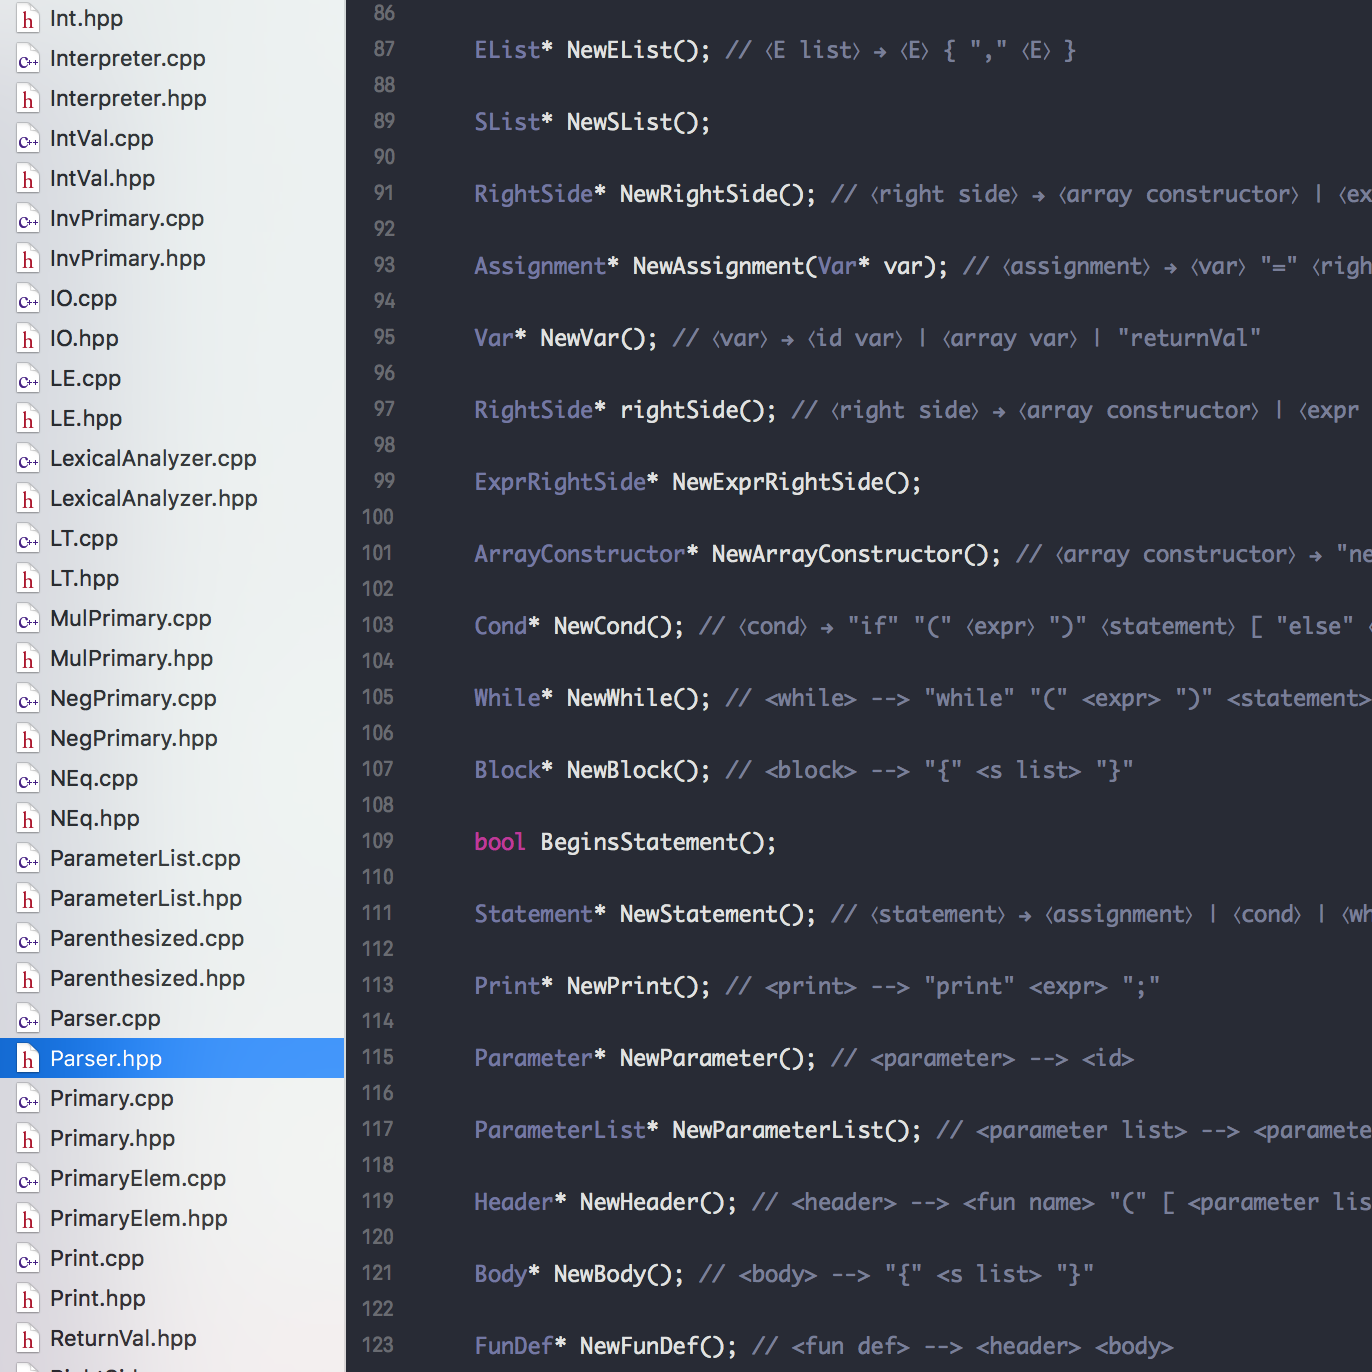 Int.hpp
Interpreter.cpp
Interpreter.hpp
IntVal.cpp
IntVal.hpp
InvPrimary.cpp
InvPrimary.hpp
IO.cpp
IO.hpp
LE.cpp
LE.hpp
LexicalAnalyzer.cpp
LexicalAnalyzer.hpp
LT.cpp
LT.hpp
MulPrimary.cpp
MulPrimary.hpp
NegPrimary.cpp
NegPrimary.hpp
NEq.cpp
NEq.hpp
ParameterList.cpp
ParameterList.hpp
Parenthesized.cpp
Parenthesized.hpp
Parser.cpp
Parser.hpp
Primary.cpp
Primary.hpp
PrimaryElem.cpp
PrimaryElem.hpp
Print.cpp
Print.hpp
ReturnVal.hpp
86
87 EList* NewEList(); // 〈E list〉 → 〈E〉 { "," 〈E〉 }
88
89 SList* NewSList();
90
91 RightSide* NewRightSide(); // 〈right side〉 → 〈array constructor〉 | 〈ex
92
93 Assignment* NewAssignment(Var* var); // 〈assignment〉 → 〈var〉 "=" 〈righ
94
95 Var* NewVar(); // 〈var〉 → 〈id var〉 | 〈array var〉 | "returnVal"
96
97 RightSide* rightSide(); // 〈right side〉 → 〈array constructor〉 | 〈expr
98
99 ExprRightSide* NewExprRightSide();
100
101 ArrayConstructor* NewArrayConstructor(); // 〈array constructor〉 → "ne
102
103 Cond* NewCond(); // 〈cond〉 → "if" "(" 〈expr〉 ")" 〈statement〉 [ "else" 〈
104
105 While* NewWhile(); // <while> --> "while" "(" <expr> ")" <statement>
106
107 Block* NewBlock(); // <block> --> "{" <s list> "}"
108
109 bool BeginsStatement();
110
111 Statement* NewStatement(); // 〈statement〉 → 〈assignment〉 | 〈cond〉 | 〈wh
112
113 Print* NewPrint(); // <print> --> "print" <expr> ";"
114
115 Parameter* NewParameter(); // <parameter> --> <id>
116
117 ParameterList* NewParameterList(); // <parameter list> --> <paramete
118
119 Header* NewHeader(); // <header> --> <fun name> "(" [ <parameter lis
120
121 Body* NewBody(); // <body> --> "{" <s list> "}"
122
123 FunDef* NewFunDef(); // <fun def> --> <header> <body>